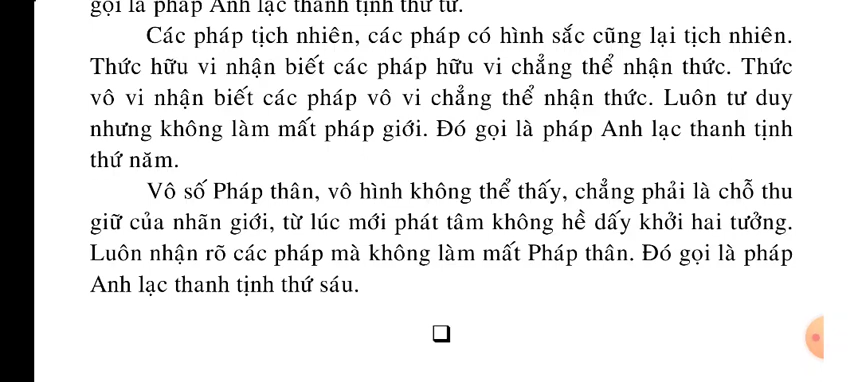 gọi là pháp Anh lạc thanh tịnh thứ tư.
Các pháp tịch nhiên, các pháp có hình sắc cũng lại tịch nhiên.
Thức hữu vi nhận biết các pháp hữu vi chẳng thể nhận thức. Thức
vô vi nhận biết các pháp vô vi chẳng thể nhận thức. Luôn tư duy
nhưng không làm mất pháp giới. Đó gọi là pháp Anh lạc thanh tịnh
thứ năm.
Vô số Pháp thân, vô hình không thể thấy, chẳng phải là chỗ thu
giữ của nhãn giới, từ lúc mới phát tâm không hề dấy khởi hai tưởng.
Luôn nhận rõ các pháp mà không làm mất Pháp thân. Đó gọi là pháp
Anh lạc thanh tịnh thứ sáu.